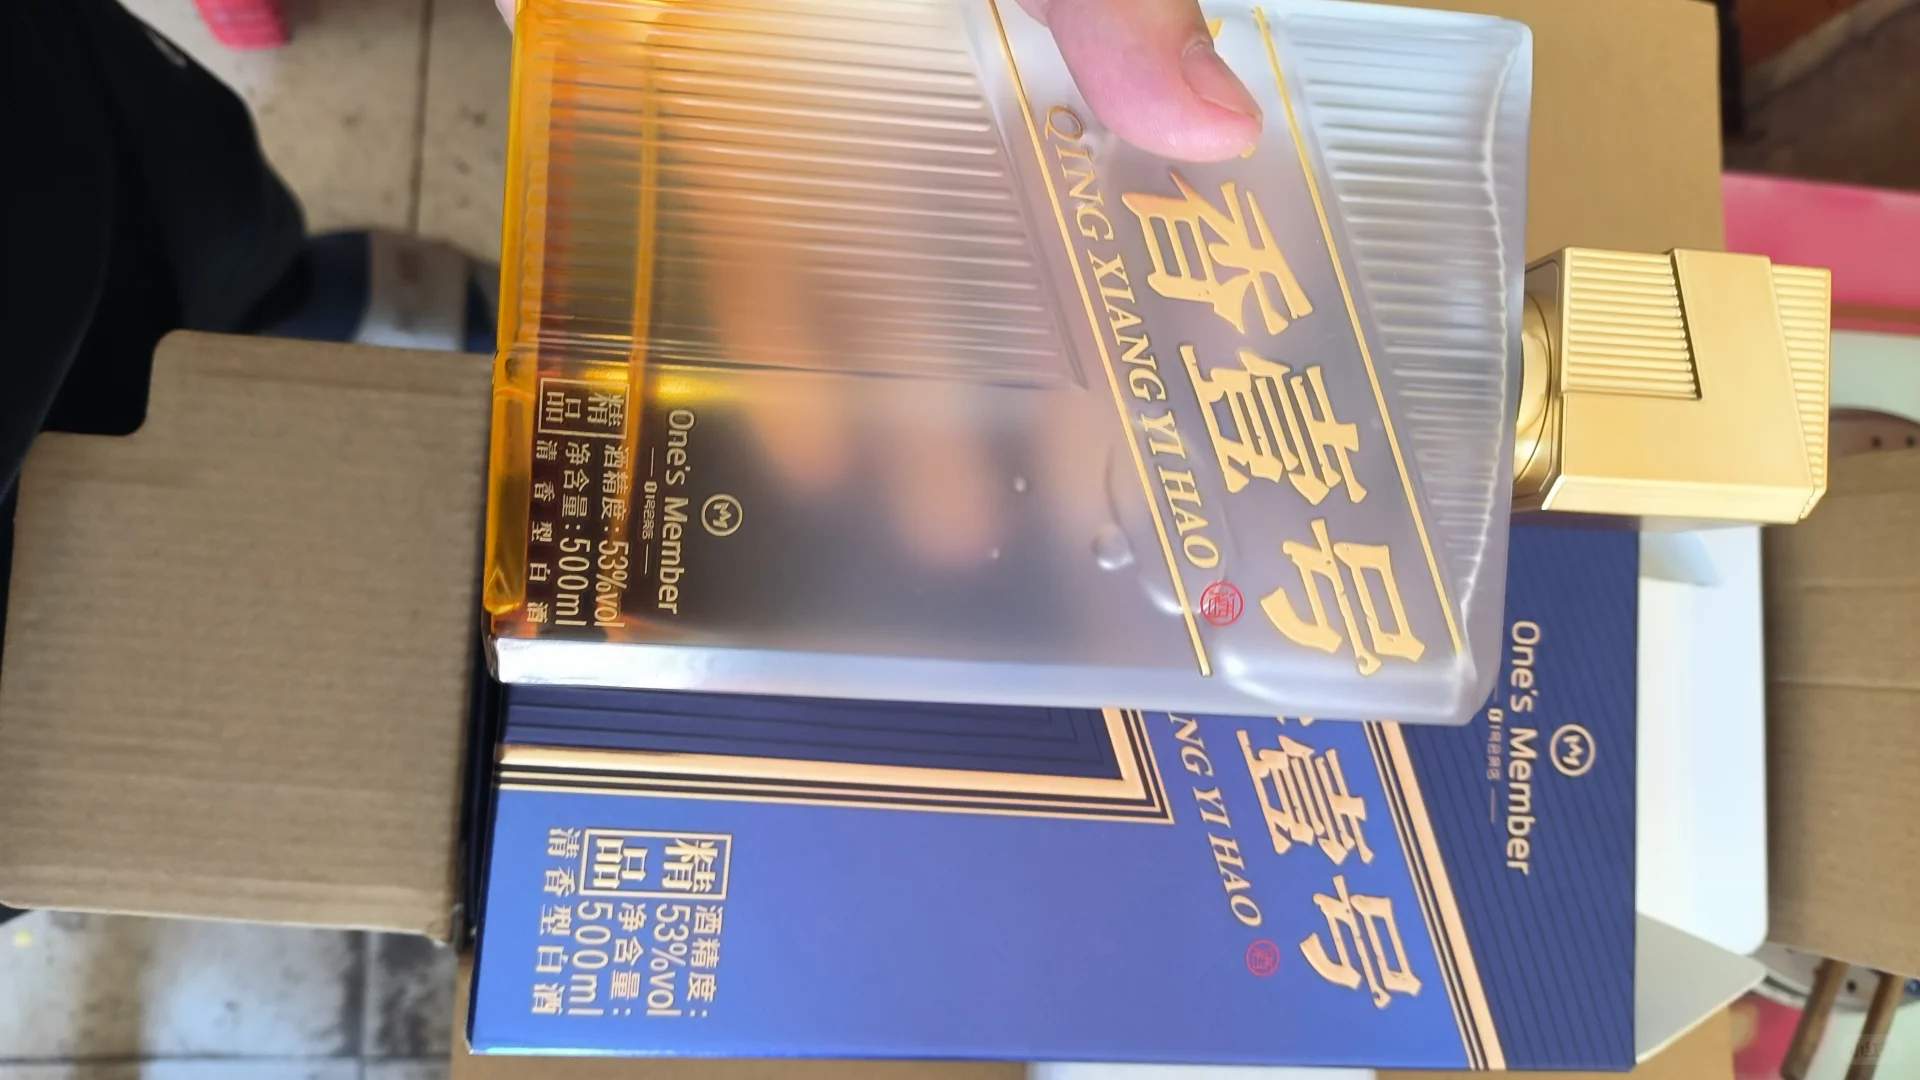 香壹号
QING XIANG YI HAO
酒
One's Member
精品
酒精度:53%vol
净含量:500ml
清香型白酒
One's Member
壹号
NG YI HAO
酒
精品
酒精度:
53%vol
净含量:
500ml
清香型白酒